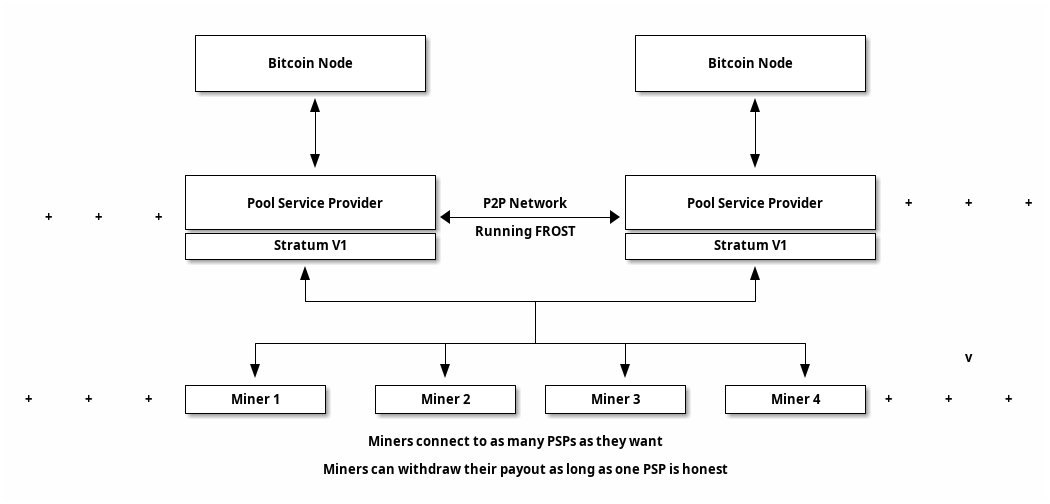 Bitcoin Node
Bitcoin Node
Pool Service Provider
P2P Network
Pool Service Provider
+ + +
+ + +
Running FROST
Stratum V1
Stratum V1
v
+ + +
Miner 1
Miner 2
Miner 3
Miner 4
+ + +
Miners connect to as many PSPs as they want
Miners can withdraw their payout as long as one PSP is honest